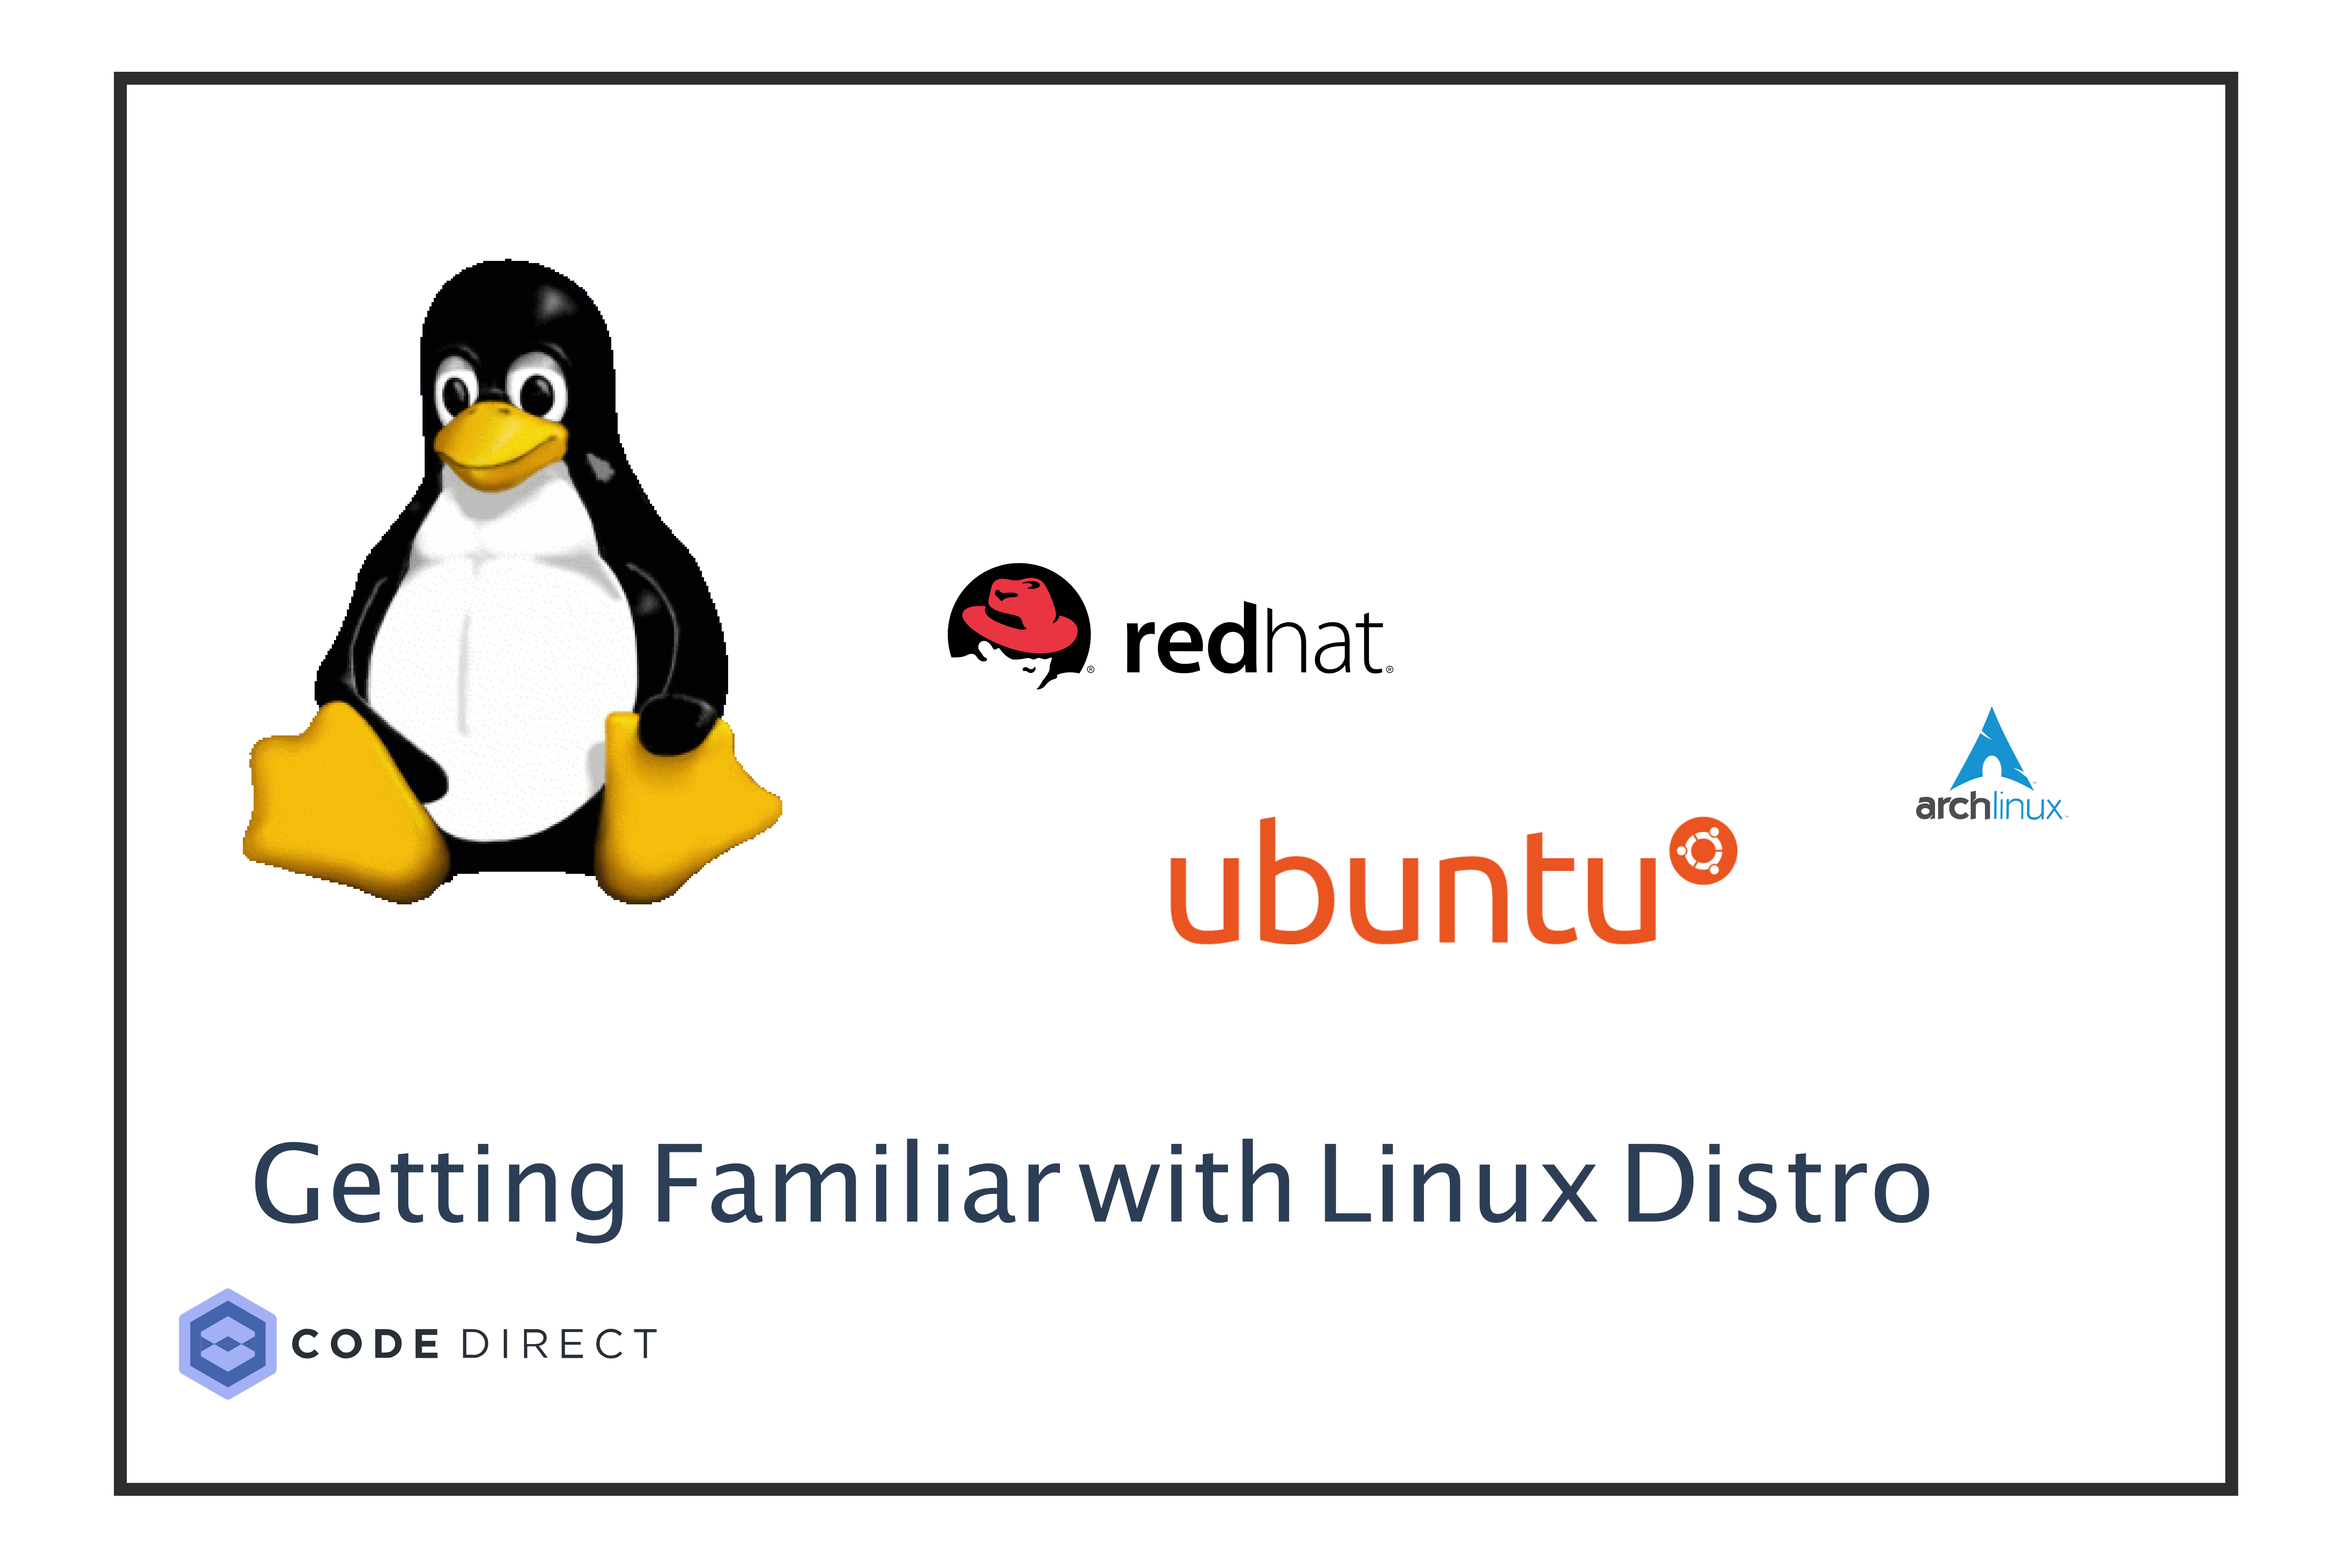 redhat
archlinux
ubuntu
Getting Familiar with Linux Distro
CODE DIRECT